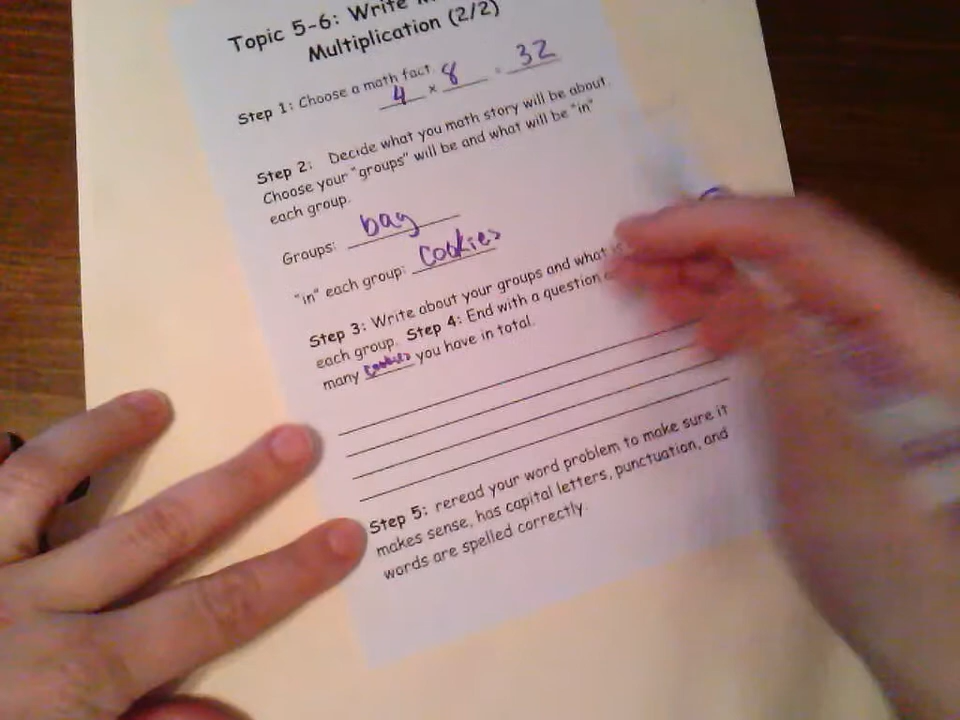 Topic 5-6: Write
Multiplication (2/2)
Step 1: Choose a math fact.
4 x 8 = 32
Step 2: Decide what you math story will be about.
Choose your "groups" will be and what will be "in"
each group.
Groups: bag
"in" each group: cookies
Step 3: Write about your groups and what is
each group. Step 4: End with a question
many cookies you have in total.
Step 5: reread your word problem to make sure it
makes sense, has capital letters, punctuation, and
words are spelled correctly.